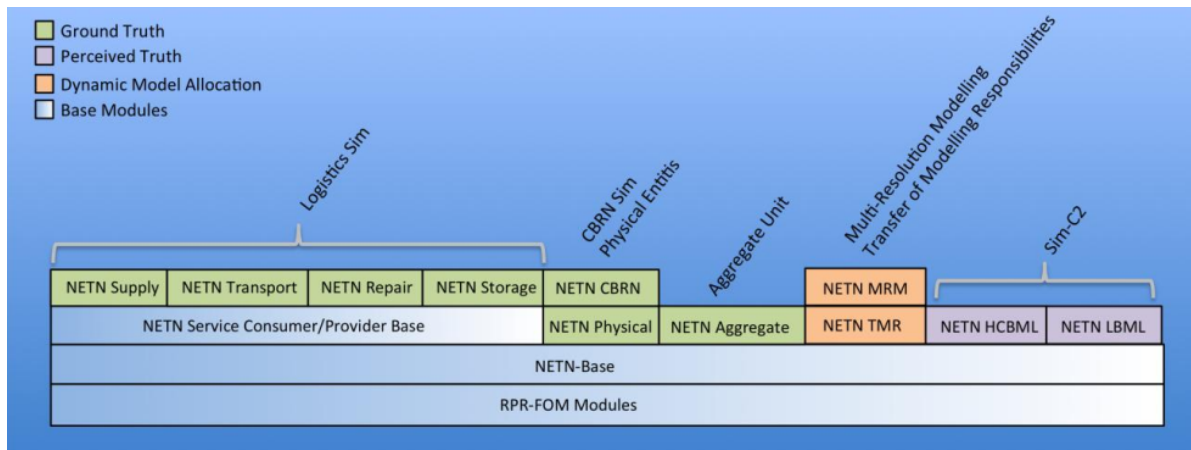 Ground Truth
Perceived Truth
Dynamic Model Allocation
Base Modules
Logistics Sim
CBRN Sim
Physical Entitis
Aggregate Unit
Multi-Resolution Modelling
Transfer of Modelling Responsibilities
Sim-C2
NETN Supply
NETN Transport
NETN Repair
NETN Storage
NETN CBRN
NETN MRM
NETN Service Consumer/Provider Base
NETN Physical
NETN Aggregate
NETN TMR
NETN HCBML
NETN LBML
NETN-Base
RPR-FOM Modules